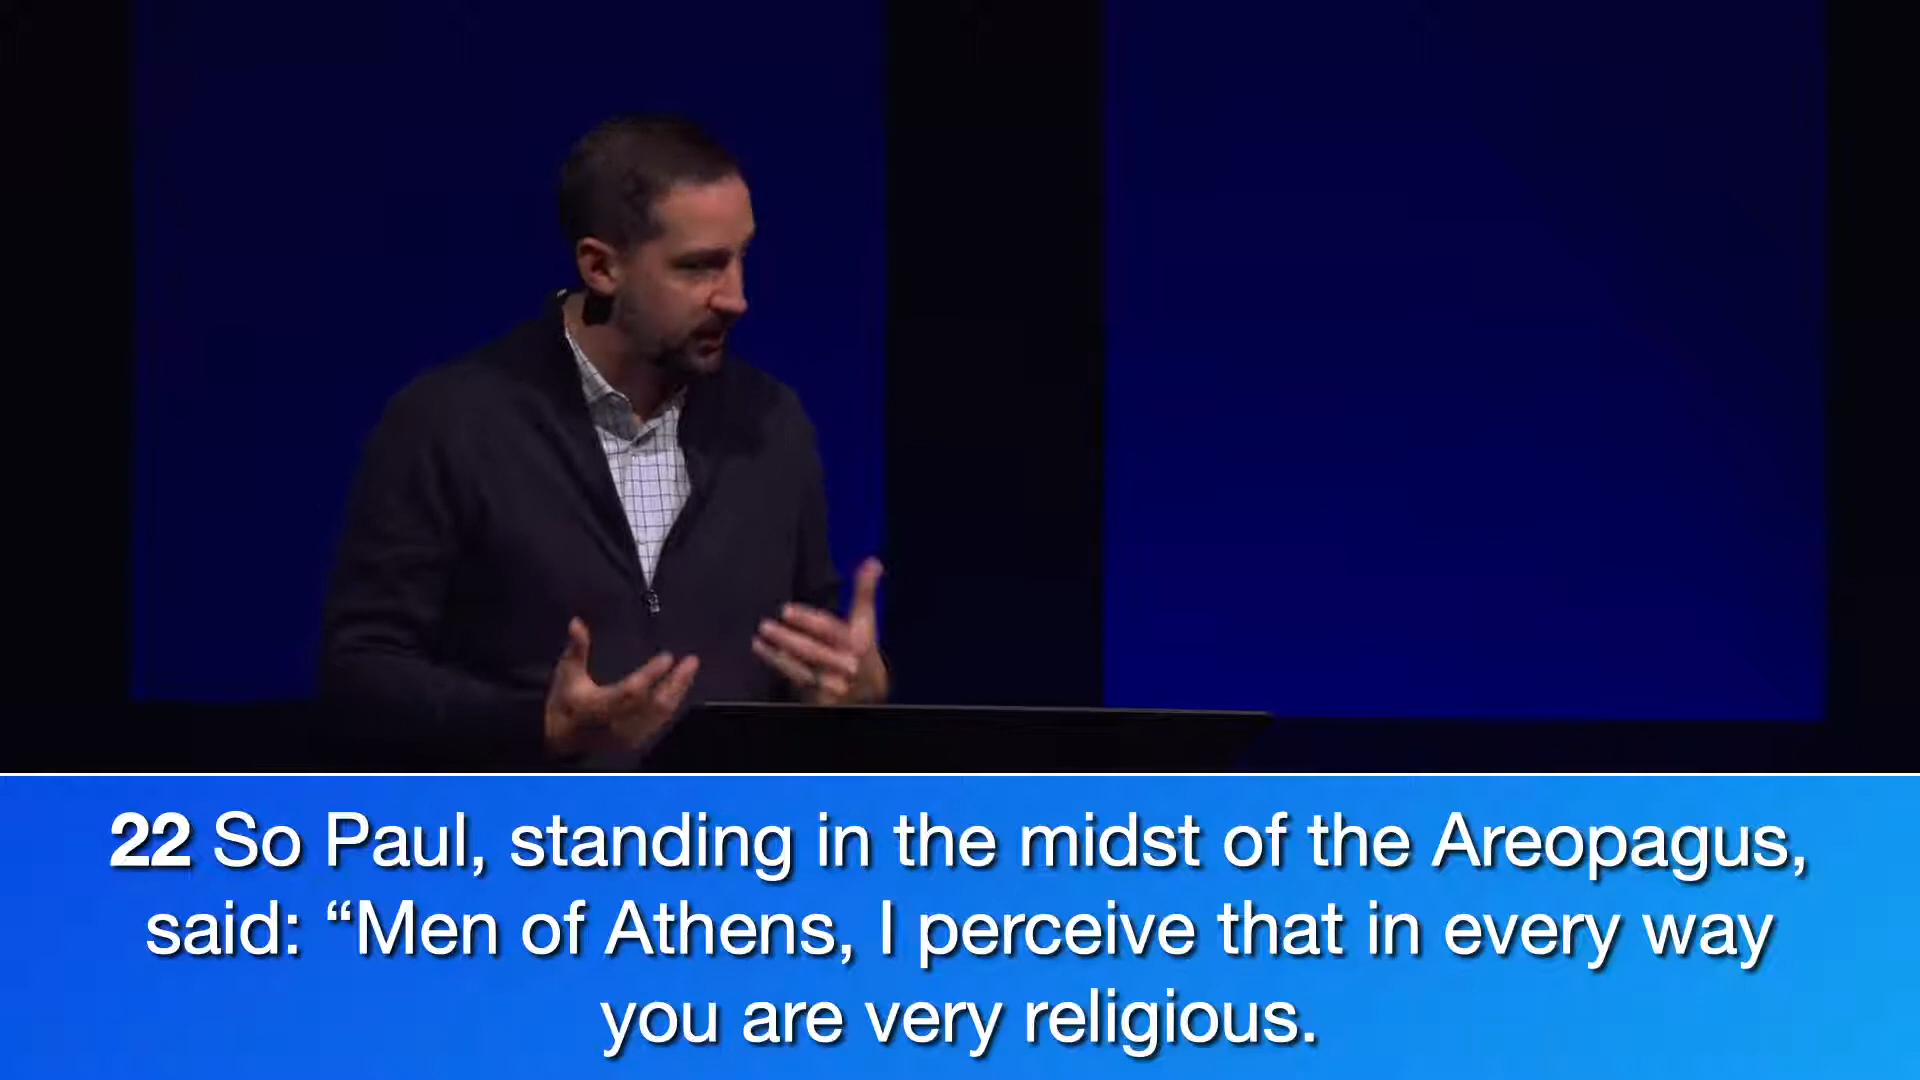 22 So Paul, standing in the midst of the Areopagus,
said: “Men of Athens, I perceive that in every way
you are very religious.